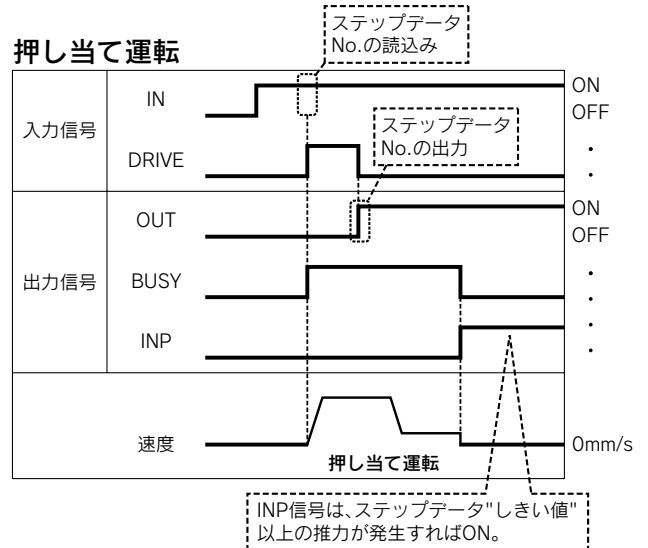 ステップデータ
No.の読込み
押し当て運転
入力信号
IN
ON
OFF
ステップデータ
No.の出力
DRIVE
出力信号
OUT
ON
OFF
BUSY
INP
速度
0mm/s
押し当て運転
INP信号は、ステップデータ"しきい値"
以上の推力が発生すればON。